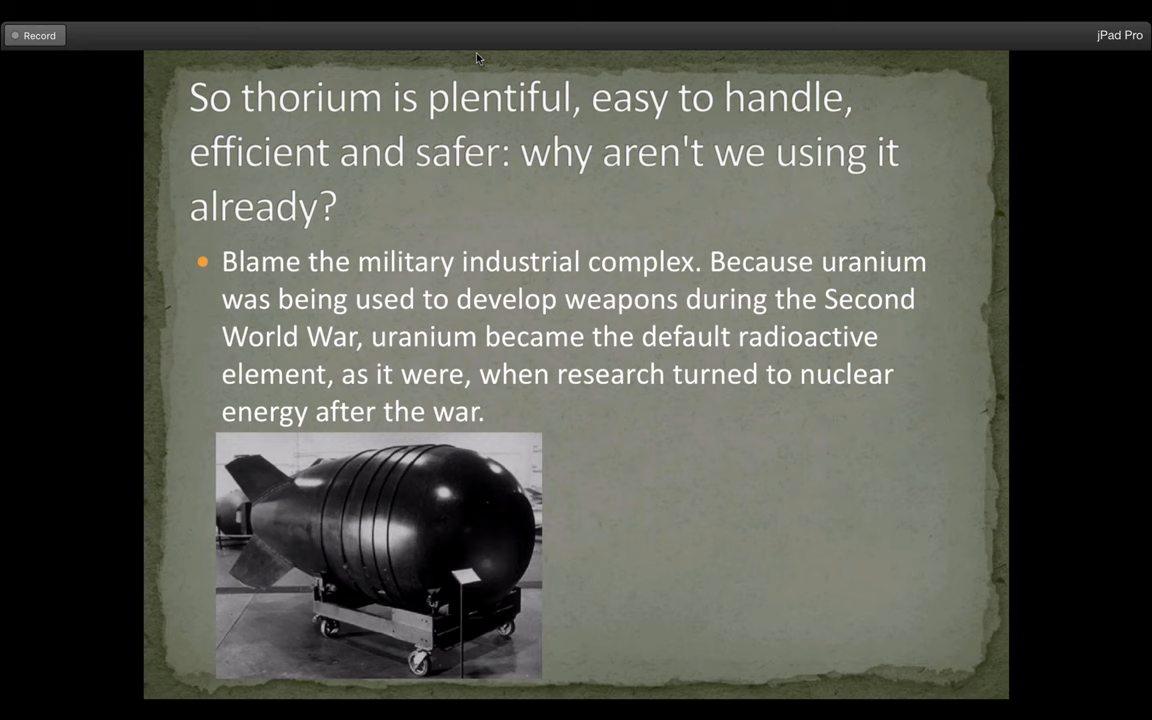 Record
jPad Pro
So thorium is plentiful, easy to handle,
efficient and safer: why aren't we using it
already?
Blame the military industrial complex. Because uranium
was being used to develop weapons during the Second
World War, uranium became the default radioactive
element, as it were, when research turned to nuclear
energy after the war.